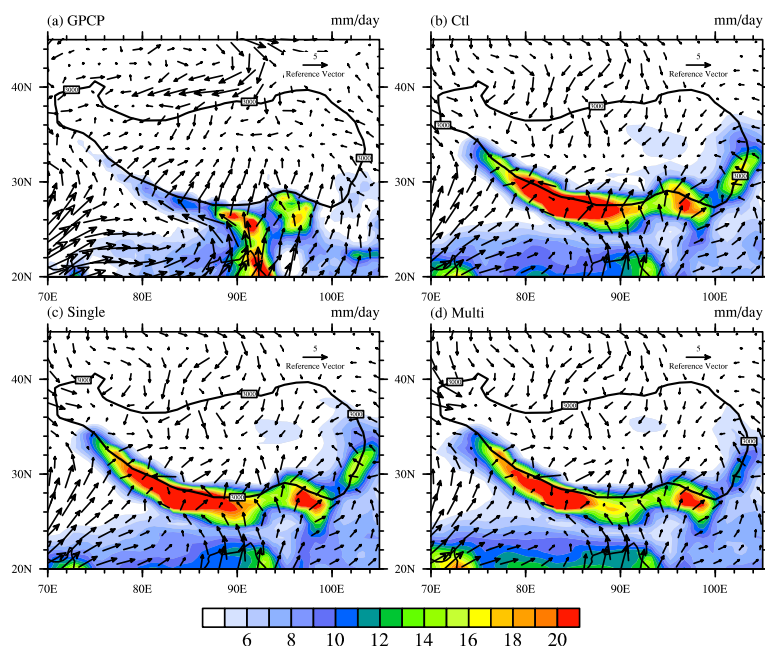 (a) GPCP mm/day
(b) Ctl mm/day
5
Reference Vector
5
Reference Vector
40N
30N
20N
3000
3000
3000
3000
3000
3000
70E 80E 90E 100E
40N
30N
20N
70E 80E 90E 100E
(c) Single mm/day
(d) Multi mm/day
5
Reference Vector
5
Reference Vector
40N
30N
20N
3000
3000
3000
3000
3000
3000
3000
70E 80E 90E 100E
40N
30N
20N
70E 80E 90E 100E
6 8 10 12 14 16 18 20